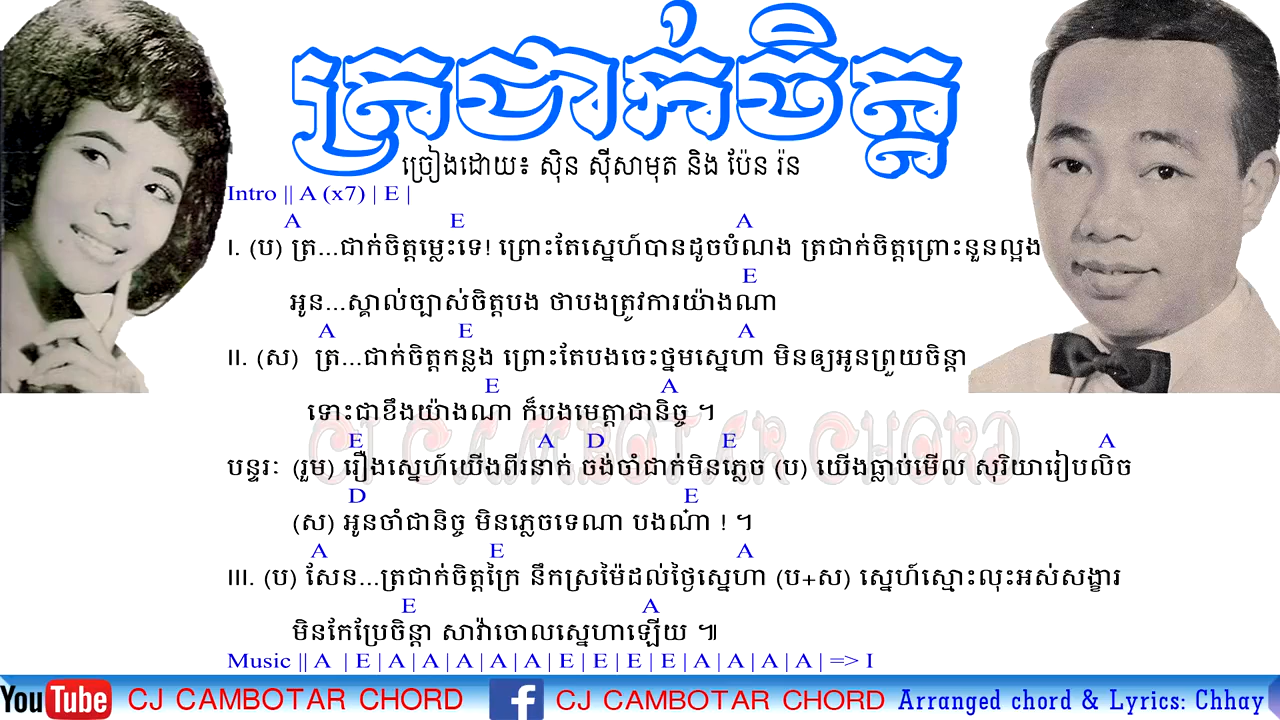 ត្រជាក់ចិត្ត
ច្រៀងដោយ៖ ស៊ិន ស៊ីសាមុត និង ប៉ែន រ៉ន
Intro || A (x7) | E |
A E A
I. (ប) ត្រ...ជាក់ចិត្តម្លេះទេ! ព្រោះតែស្នេហ៍បានដូចបំណង ត្រជាក់ចិត្តព្រោះនួនល្អង
E
អូន...ស្គាល់ច្បាស់ចិត្តបង ថាបងត្រូវការយ៉ាងណា
A E A
II. (ស) ត្រ...ជាក់ចិត្តកន្លង ព្រោះតែបងចេះថ្នមស្នេហា មិនឲ្យអូនព្រួយចិន្តា
E A
ទោះជាខឹងយ៉ាងណា ក៏បងមេត្តាជានិច្ច ។
CJ CAMBOTAR CHORD
E A D E A
បន្ទរៈ (រួម) រឿងស្នេហ៍យើងពីរនាក់ ចង់ចាំជាក់មិនភ្លេច (ប) យើងធ្លាប់មើល សុរិយារៀបលិច
D E
(ស) អូនចាំជានិច្ច មិនភ្លេចទេណា បងណ៎ា ! ។
A E A
III. (ប) សែន...ត្រជាក់ចិត្តក្រៃ នឹកស្រម៉ៃដល់ថ្ងៃស្នេហា (ប+ស) ស្នេហ៍ស្មោះលុះអស់សង្ខារ
E A
មិនកែប្រែចិន្តា សាវ៉ាចោលស្នេហាឡើយ ៕
Music || A | E | A | A | A | A | A | E | E | E | E | A | A | A | A | => I
YouTube CJ CAMBOTAR CHORD f CJ CAMBOTAR CHORD Arranged chord & Lyrics: Chhay